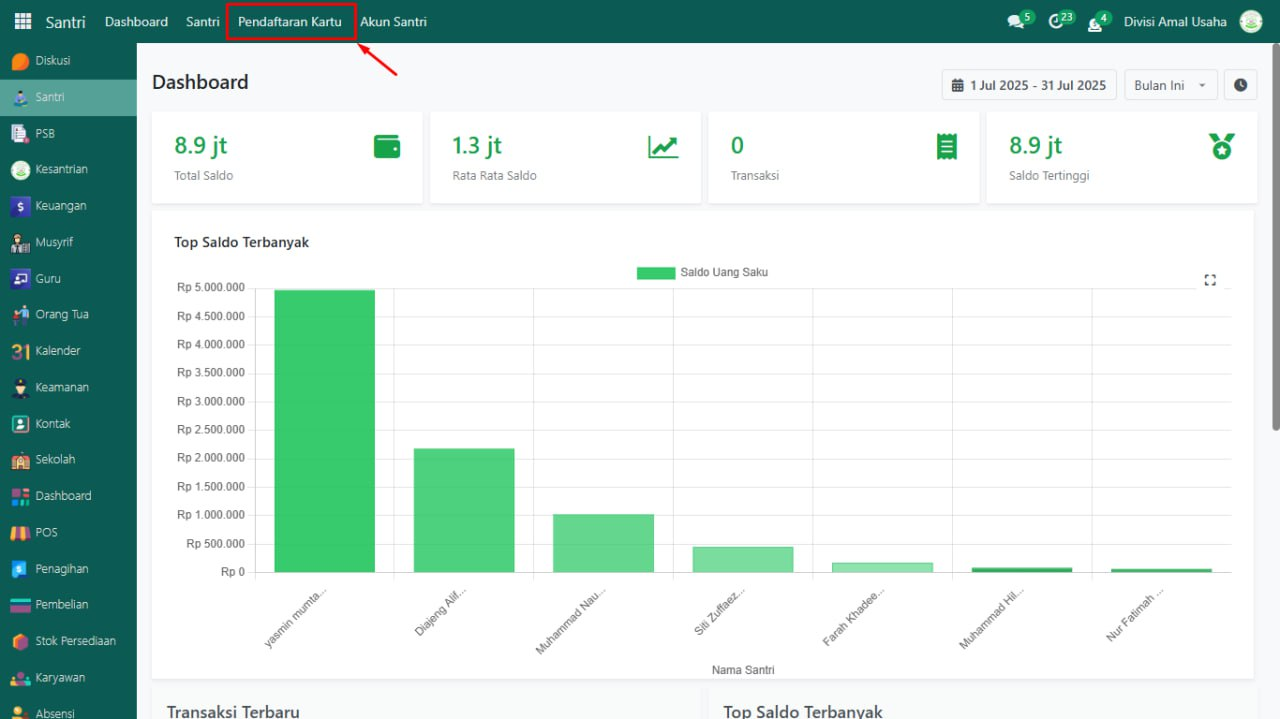 Santri Dashboard Santri Pendaftaran Kartu Akun Santri 5 23 4 Divisi Amal Usaha
Diskusi
Santri
PSB
Kesantrian
Keuangan
Musyrif
Guru
Orang Tua
31 Kalender
Keamanan
Kontak
Sekolah
Dashboard
POS
Penagihan
Pembelian
Stok Persediaan
Karyawan
Absensi
Dashboard
1 Jul 2025 - 31 Jul 2025 Bulan Ini
8.9 jt
Total Saldo
1.3 jt
Rata Rata Saldo
0
Transaksi
8.9 jt
Saldo Tertinggi
Top Saldo Terbanyak
Saldo Uang Saku
Rp 5.000.000
Rp 4.500.000
Rp 4.000.000
Rp 3.500.000
Rp 3.000.000
Rp 2.500.000
Rp 2.000.000
Rp 1.500.000
Rp 1.000.000
Rp 500.000
Rp 0
yasmin mumta...
Diajeng Alif...
Muhammad Nau...
Siti Zuffaez...
Farah Khadee...
Muhammad Hil...
Nur Fatimah ...
Nama Santri
Transaksi Terbaru
Top Saldo Terbanyak